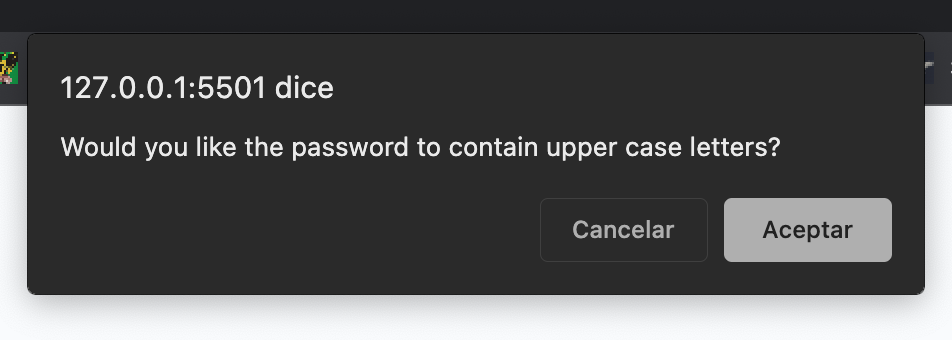 127.0.0.1:5501 dice
Would you like the password to contain upper case letters?
Cancelar
Aceptar